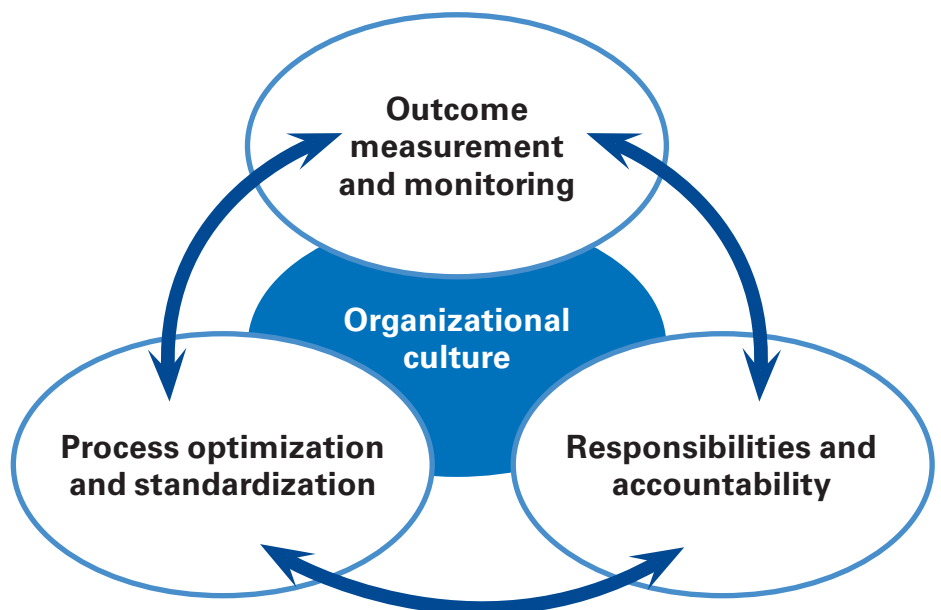 Outcome
measurement
and monitoring
Organizational
culture
Process optimization
and standardization
Responsibilities and
accountability